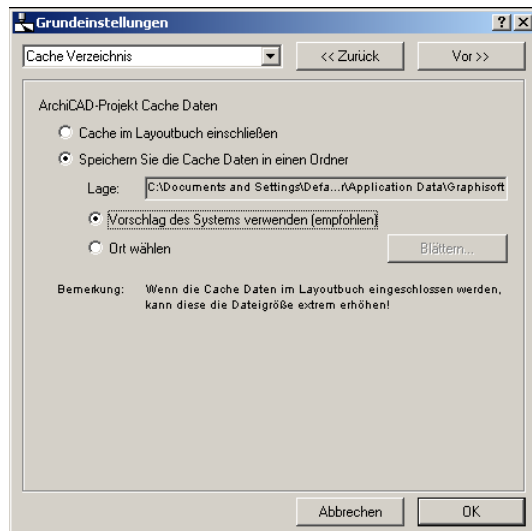 Grundeinstellungen
Cache Verzeichnis
<< Zurück
Vor >>
ArchiCAD-Projekt Cache Daten
Cache im Layoutbuch einschließen
Speichern Sie die Cache Daten in einen Ordner
Lage: C:\Documents and Settings\Defa...r\Application Data\Graphisoft
Vorschlag des Systems verwenden (empfohlen)
Ort wählen
Blättern...
Bemerkung: Wenn die Cache Daten im Layoutbuch eingeschlossen werden,
kann diese die Dateigröße extrem erhöhen!
Abbrechen
OK